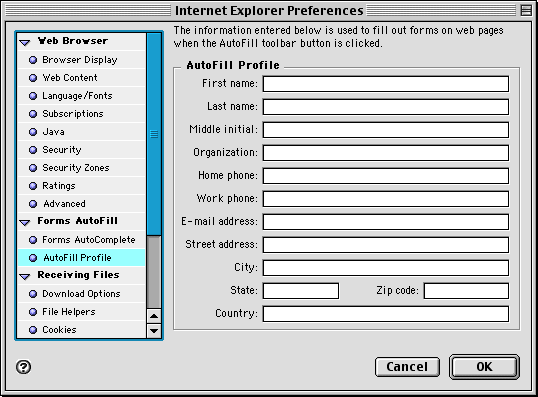 Internet Explorer Preferences
Web Browser
Browser Display
Web Content
Language/Fonts
Subscriptions
Java
Security
Security Zones
Ratings
Advanced
Forms AutoFill
Forms AutoComplete
AutoFill Profile
Receiving Files
Download Options
File Helpers
Cookies
The information entered below is used to fill out forms on web pages
when the AutoFill toolbar button is clicked.
AutoFill Profile
First name:
Last name:
Middle initial:
Organization:
Home phone:
Work phone:
E-mail address:
Street address:
City:
State: Zip code:
Country:
?
Cancel OK